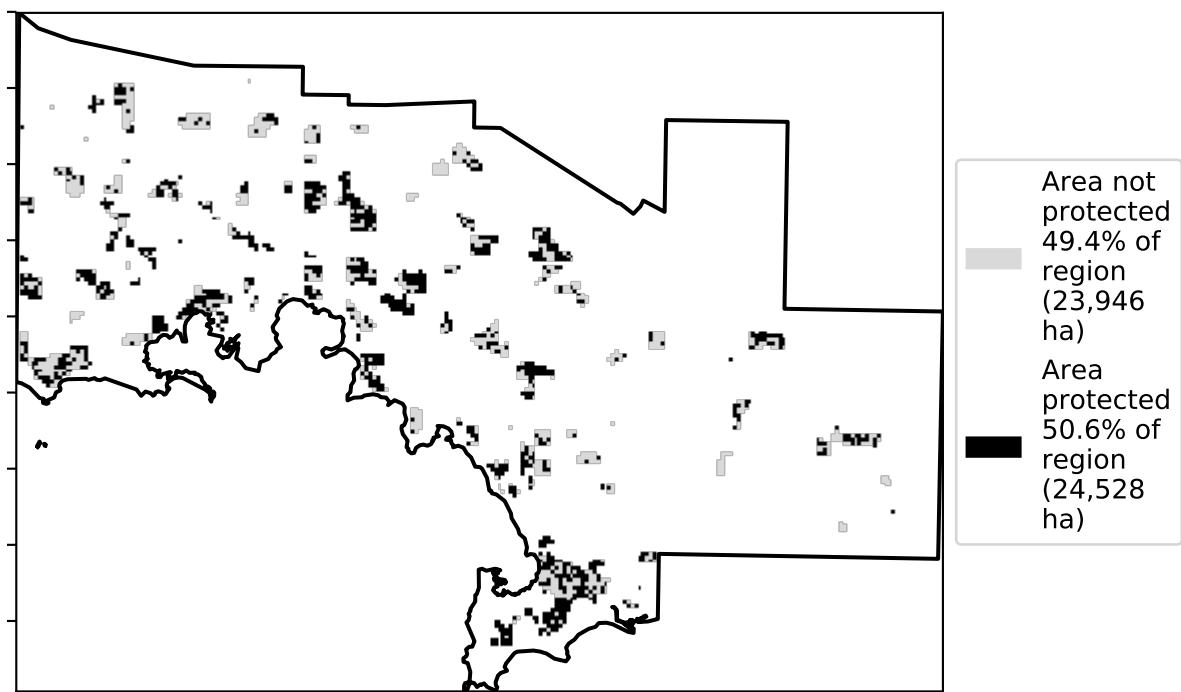 Area not
protected
49.4% of
region
(23,946
ha)
Area
protected
50.6% of
region
(24,528
ha)